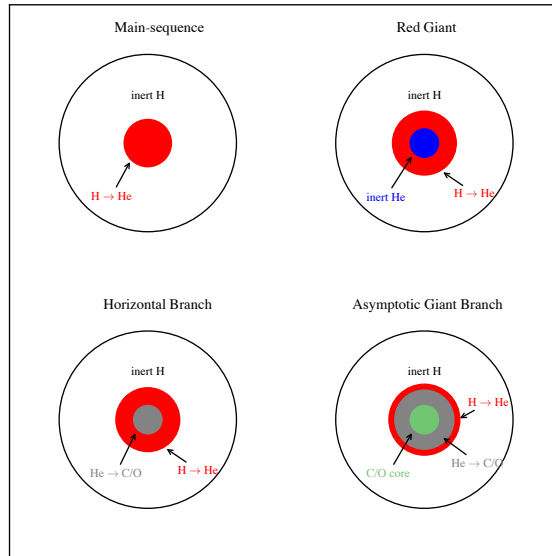 Main-sequence
inert H
H → He
Red Giant
inert H
inert He
H → He
Horizontal Branch
inert H
He → C/O
H → He
Asymptotic Giant Branch
inert H
H → He
He → C/O
C/O core